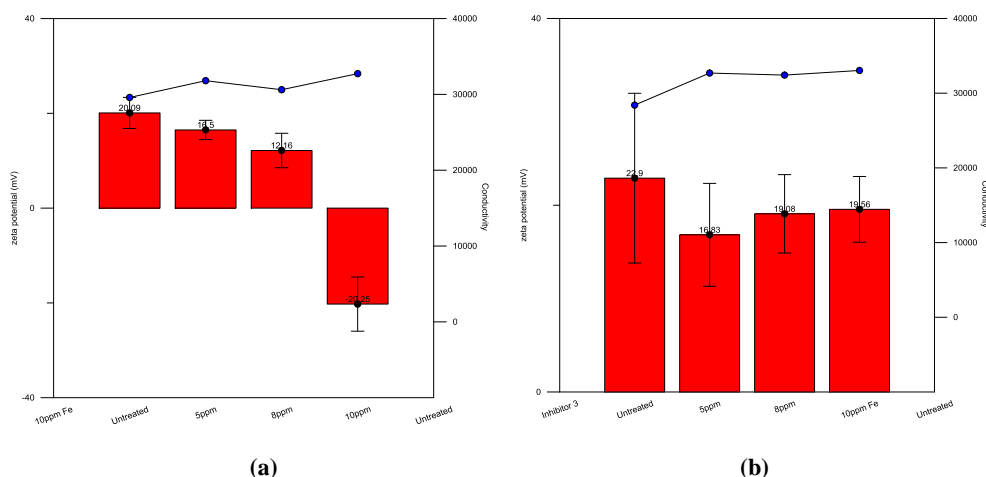 40
0
-40
zeta potential (mV)
40000
30000
20000
10000
0
Conductivity
20.09
16.5
12.16
-20.25
10ppm Fe
Untreated
5ppm
8ppm
10ppm
Untreated
(a)
40
0
zeta potential (mV)
40000
30000
20000
10000
0
Conductivity
22.9
16.83
19.08
19.56
Inhibitor 3
Untreated
5ppm
8ppm
10ppm Fe
Untreated
(b)